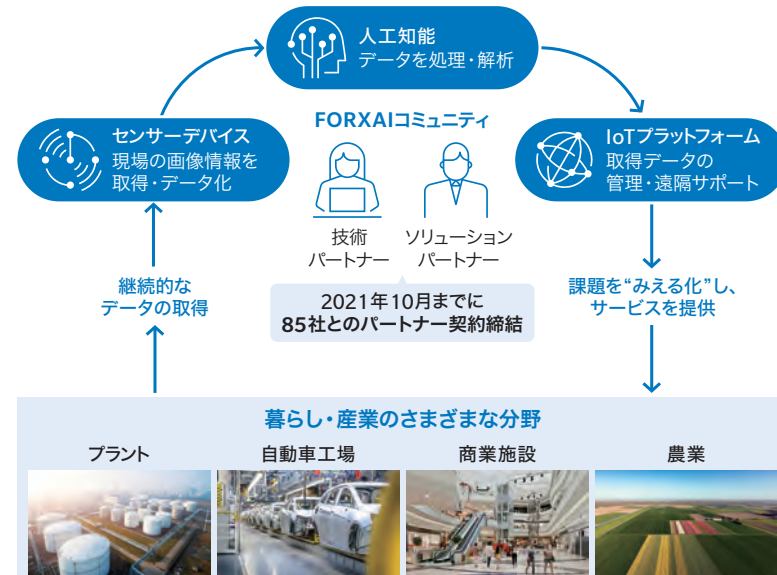 人工知能
データを処理・解析
センサーデバイス
現場の画像情報を
取得・データ化
FORXAIコミュニティ
IoTプラットフォーム
取得データの
管理・遠隔サポート
技術
パートナー
ソリューション
パートナー
継続的な
データの取得
2021年10月までに
85社とのパートナー契約締結
課題を“みえる化”し、
サービスを提供
暮らし・産業のさまざまな分野
プラント
自動車工場
商業施設
農業